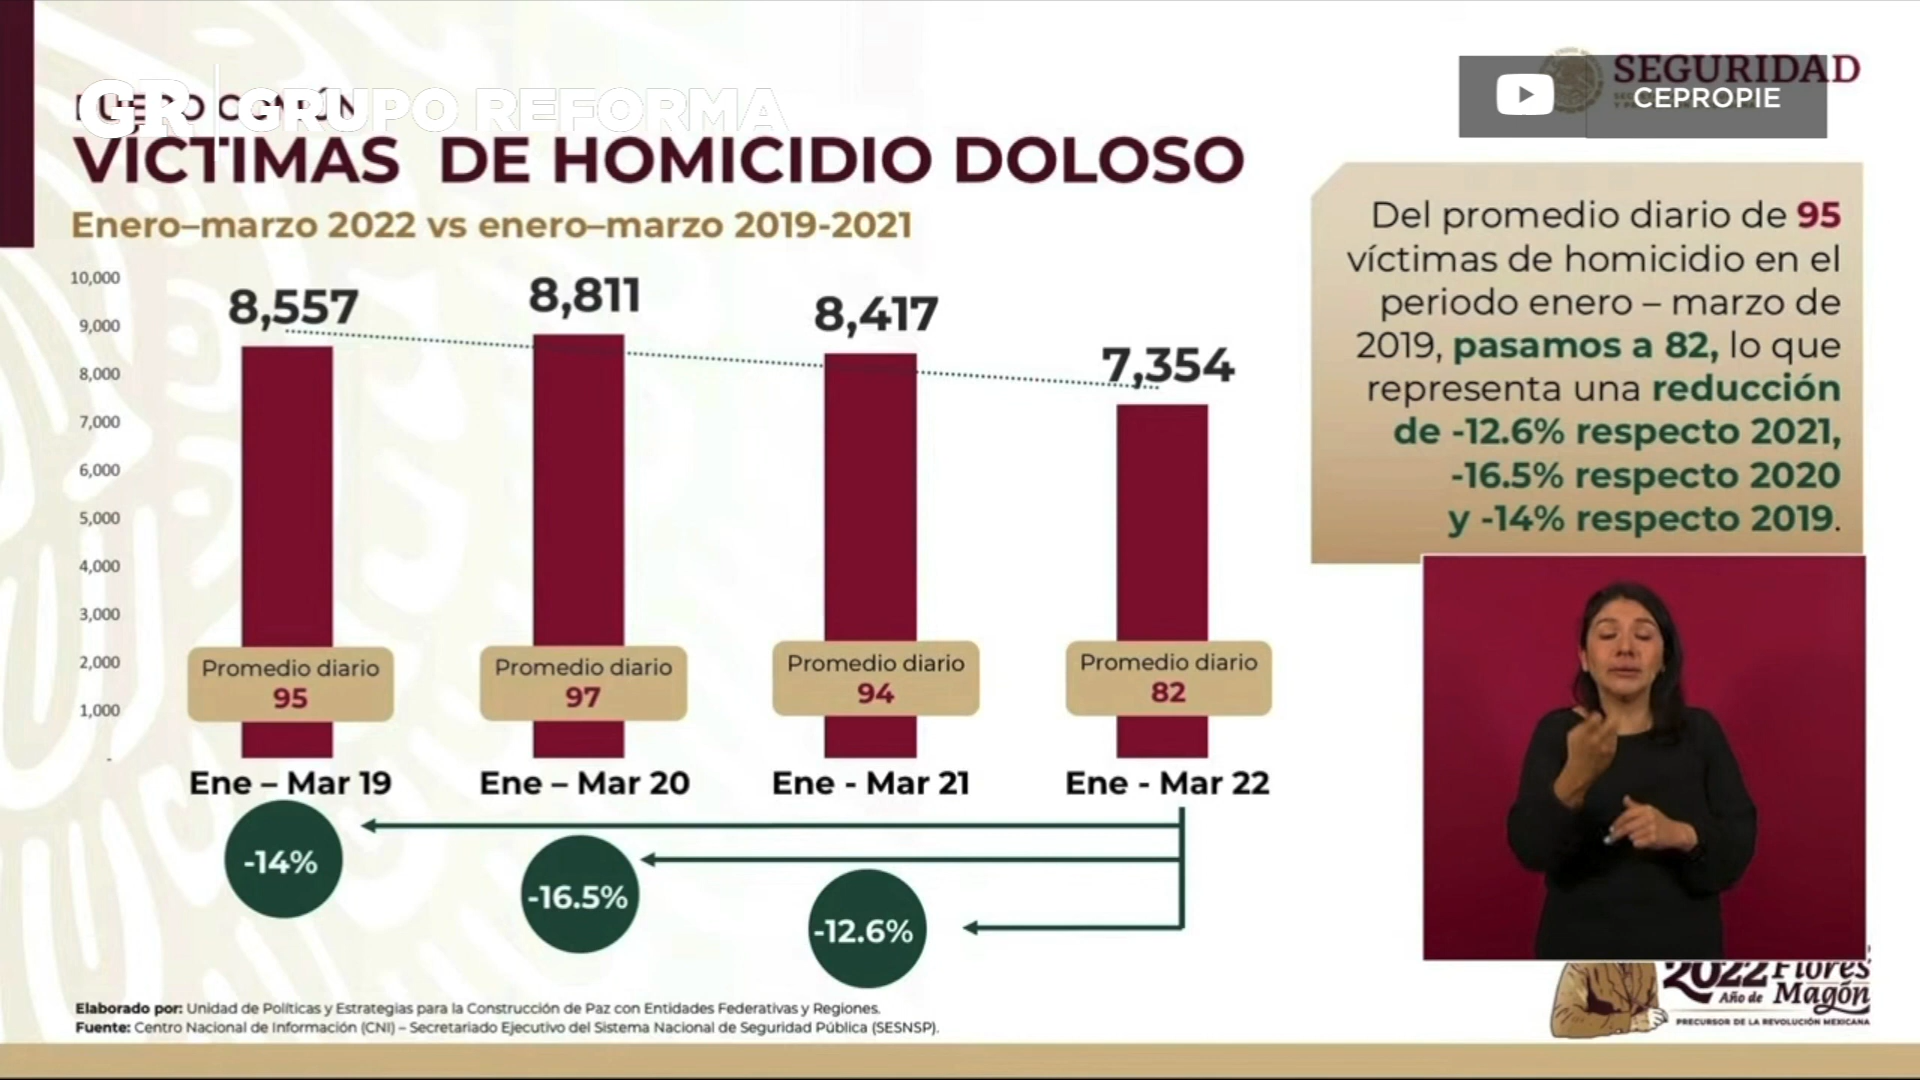 GR GRUPO REFORMA
VÍCTIMAS DE HOMICIDIO DOLOSO
Enero–marzo 2022 vs enero–marzo 2019-2021
SEGURIDAD
CEPROPIE
10,000
9,000
8,000
7,000
6,000
5,000
4,000
3,000
2,000
1,000
-
8,557
8,811
8,417
7,354
Promedio diario
95
Promedio diario
97
Promedio diario
94
Promedio diario
82
Ene – Mar 19
Ene – Mar 20
Ene - Mar 21
Ene - Mar 22
-14%
-16.5%
-12.6%
Del promedio diario de 95
víctimas de homicidio en el
periodo enero – marzo de
2019, pasamos a 82, lo que
representa una reducción
de -12.6% respecto 2021,
-16.5% respecto 2020
y -14% respecto 2019.
Elaborado por: Unidad de Políticas y Estrategias para la Construcción de Paz con Entidades Federativas y Regiones.
Fuente: Centro Nacional de Información (CNI) – Secretariado Ejecutivo del Sistema Nacional de Seguridad Pública (SESNSP).
2022 Flores
Año de Magón
PRECURSOR DE LA REVOLUCIÓN MEXICANA